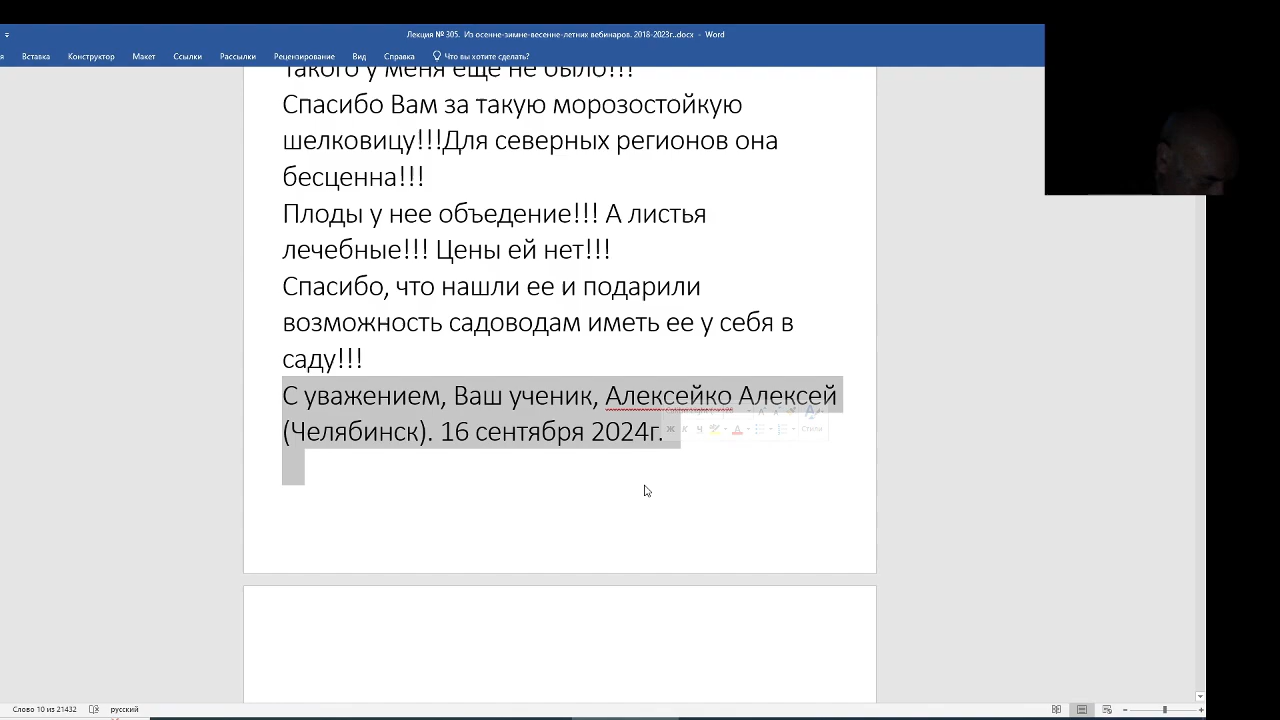 Лекция № 305. Из осенне-зимне-весенне-летних вебинаров. 2018-2023г..docx - Word
Вставка Конструктор Макет Ссылки Рассылки Рецензирование Вид Справка Что вы хотите сделать?
такого у меня еще не было!!!
Спасибо Вам за такую морозостойкую
шелковицу!!!Для северных регионов она
бесценна!!!
Плоды у нее объедение!!! А листья
лечебные!!! Цены ей нет!!!
Спасибо, что нашли ее и подарили
возможность садоводам иметь ее у себя в
саду!!!
С уважением, Ваш ученик, Алексейко Алексей
(Челябинск). 16 сентября 2024г.
Ж К Ч Стили
Слово 10 из 21432 русский